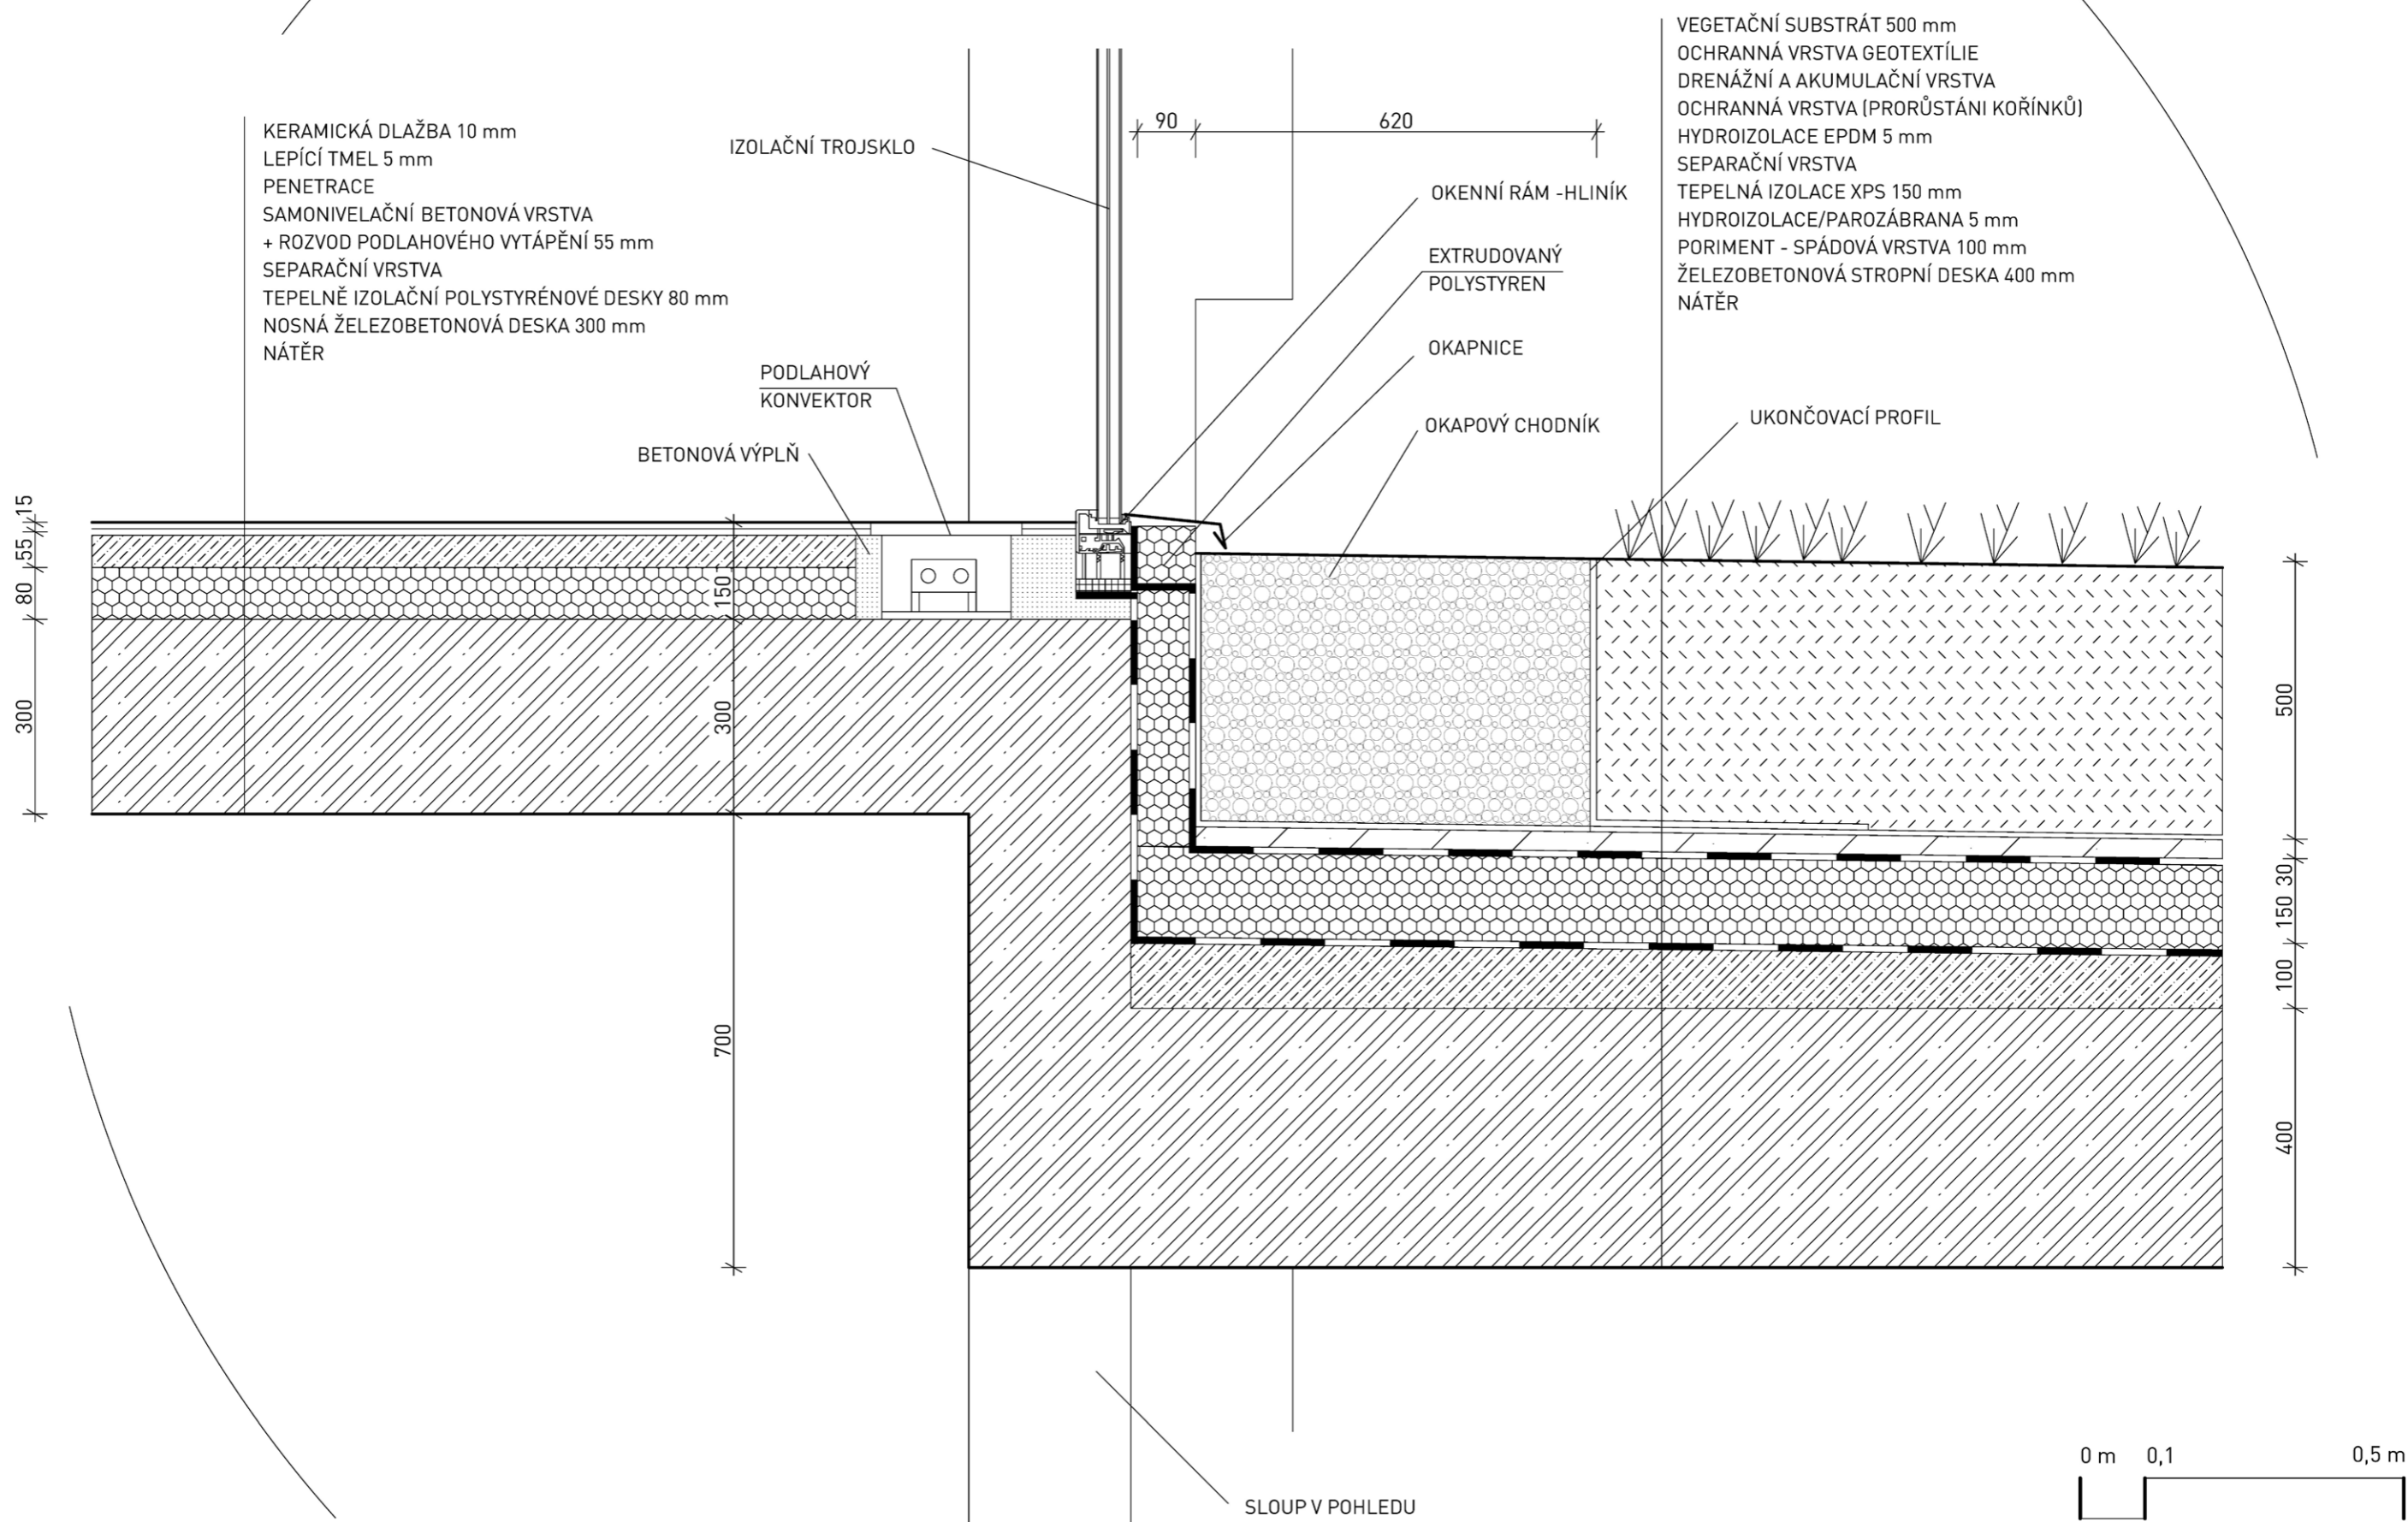 VEGETAČNÍ SUBSTRÁT 500 mm
OCHRANNÁ VRSTVA GEOTEXTÍLIE
DRENÁŽNÍ A AKUMULAČNÍ VRSTVA
OCHRANNÁ VRSTVA (PRORŮSTÁNI KOŘÍNKŮ)
HYDROIZOLACE EPDM 5 mm
SEPARAČNÍ VRSTVA
TEPELNÁ IZOLACE XPS 150 mm
HYDROIZOLACE/PAROZÁBRANA 5 mm
PORIMENT - SPÁDOVÁ VRSTVA 100 mm
ŽELEZOBETONOVÁ STROPNÍ DESKA 400 mm
NÁTĚR
KERAMICKÁ DLAŽBA 10 mm
LEPÍCÍ TMEL 5 mm
PENETRACE
SAMONIVELAČNÍ BETONOVÁ VRSTVA
+ ROZVOD PODLAHOVÉHO VYTÁPĚNÍ 55 mm
SEPARAČNÍ VRSTVA
TEPELNĚ IZOLAČNÍ POLYSTYRÉNOVÉ DESKY 80 mm
NOSNÁ ŽELEZOBETONOVÁ DESKA 300 mm
NÁTĚR
IZOLAČNÍ TROJSKLO
90
620
OKENNÍ RÁM -HLINÍK
EXTRUDOVANÝ
POLYSTYREN
OKAPNICE
OKAPOVÝ CHODNÍK
UKONČOVACÍ PROFIL
PODLAHOVÝ
KONVEKTOR
BETONOVÁ VÝPLŇ
15
55
80
300
150
300
700
500
30
150
100
400
SLOUP V POHLEDU
0 m
0,1
0,5 m